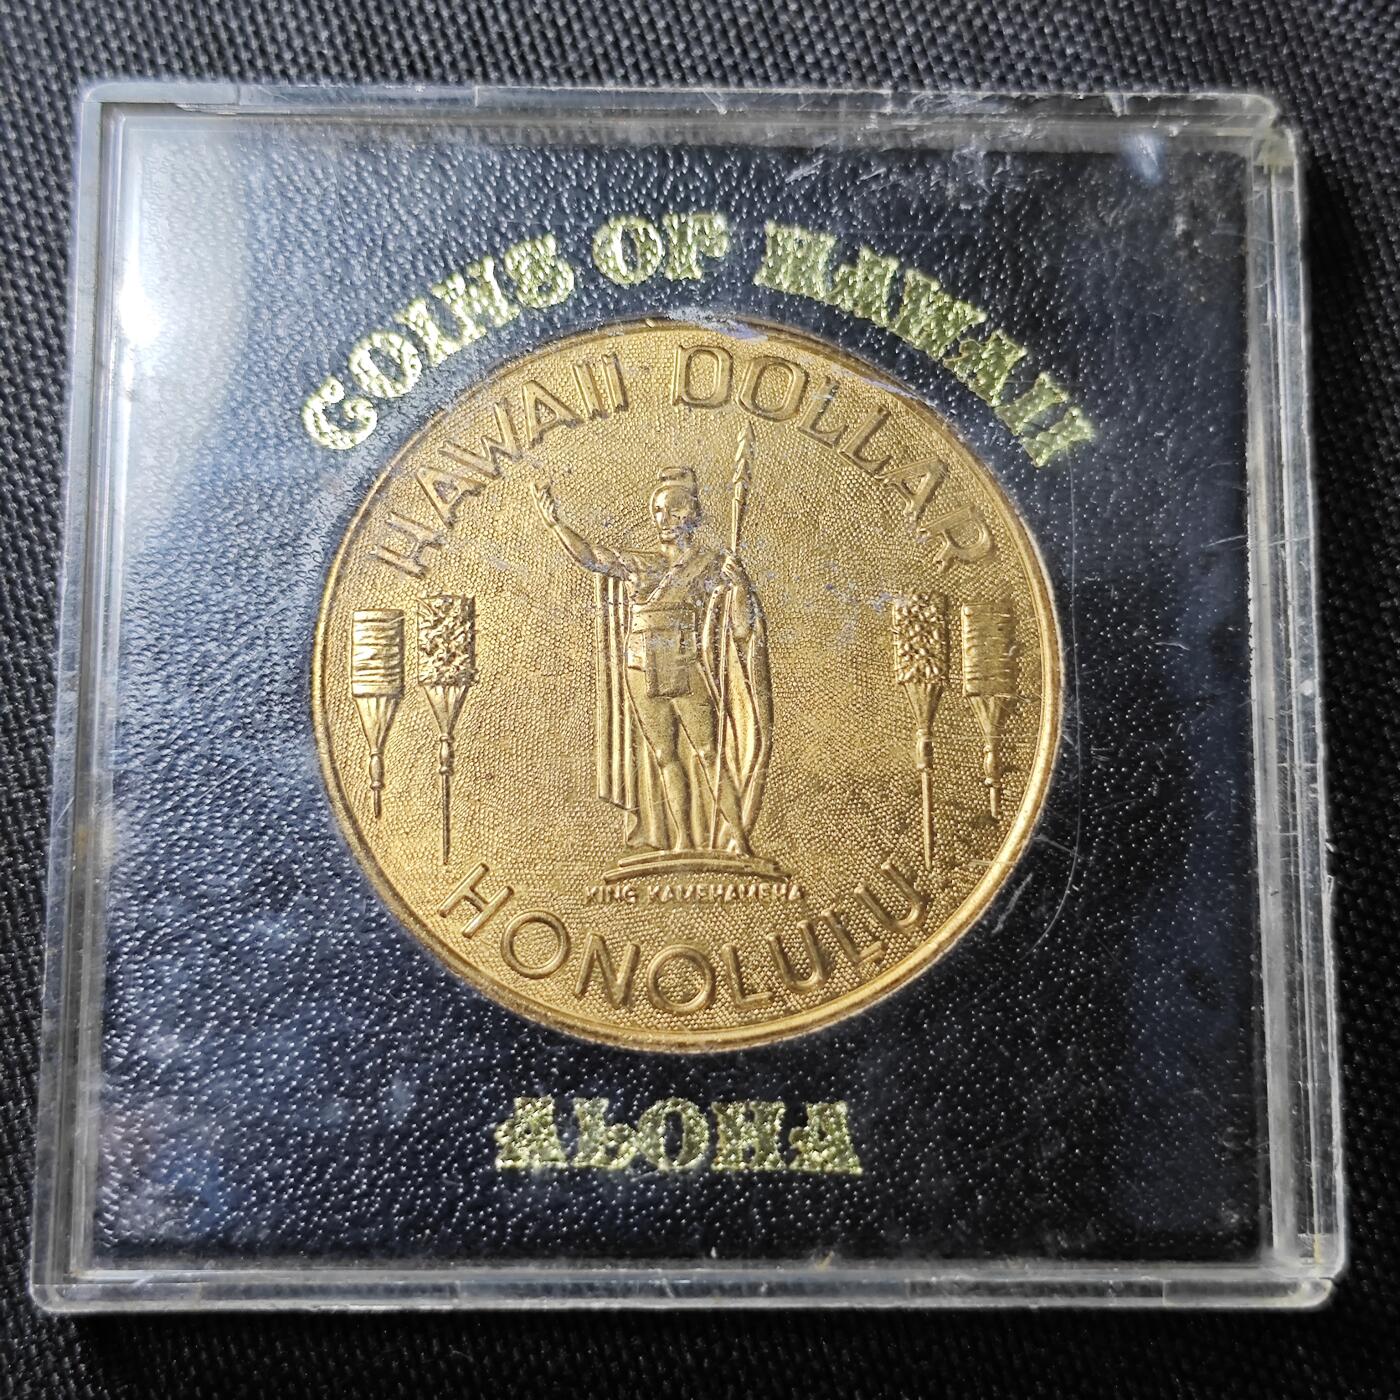 COINS OF HAWAII
HAWAII DOLLAR
KING KAMEHAMEHA
HONOLULU
ALOHA